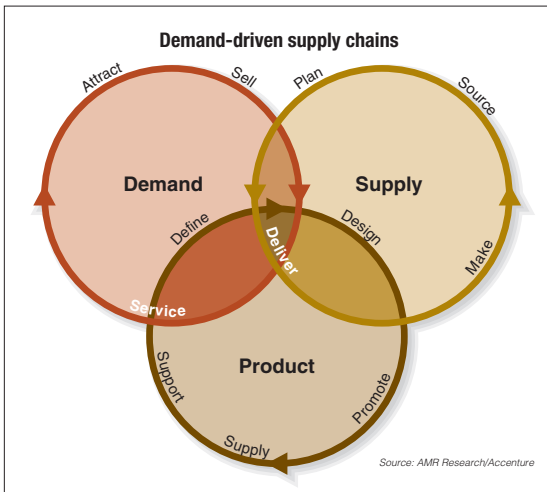 Demand-driven supply chains
Attract
Sell
Plan
Source
Demand
Supply
Define
Design
Deliver
Make
Service
Product
Support
Promote
Supply
Source: AMR Research/Accenture